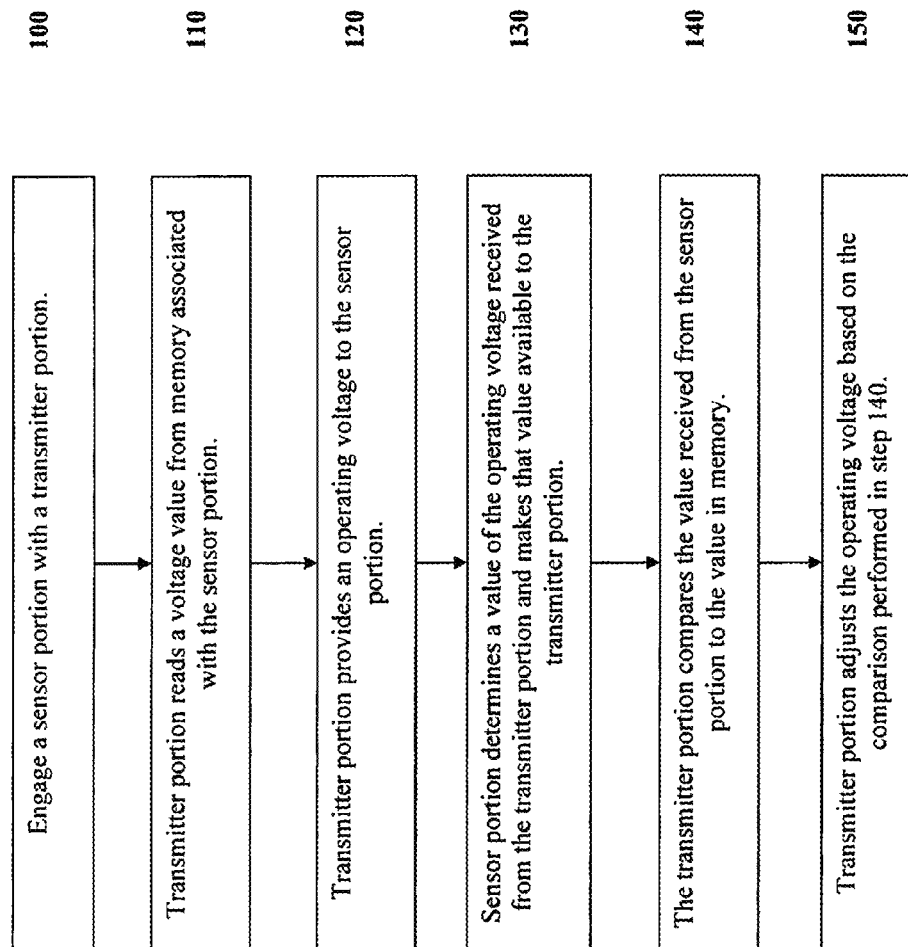 Engage a sensor portion with a transmitter portion.
100
Transmitter portion reads a voltage value from memory associated
with the sensor portion.
110
Transmitter portion provides an operating voltage to the sensor
portion.
120
Sensor portion determines a value of the operating voltage received
from the transmitter portion and makes that value available to the
transmitter portion.
130
The transmitter portion compares the value received from the sensor
portion to the value in memory.
140
Transmitter portion adjusts the operating voltage based on the
comparison performed in step 140.
150